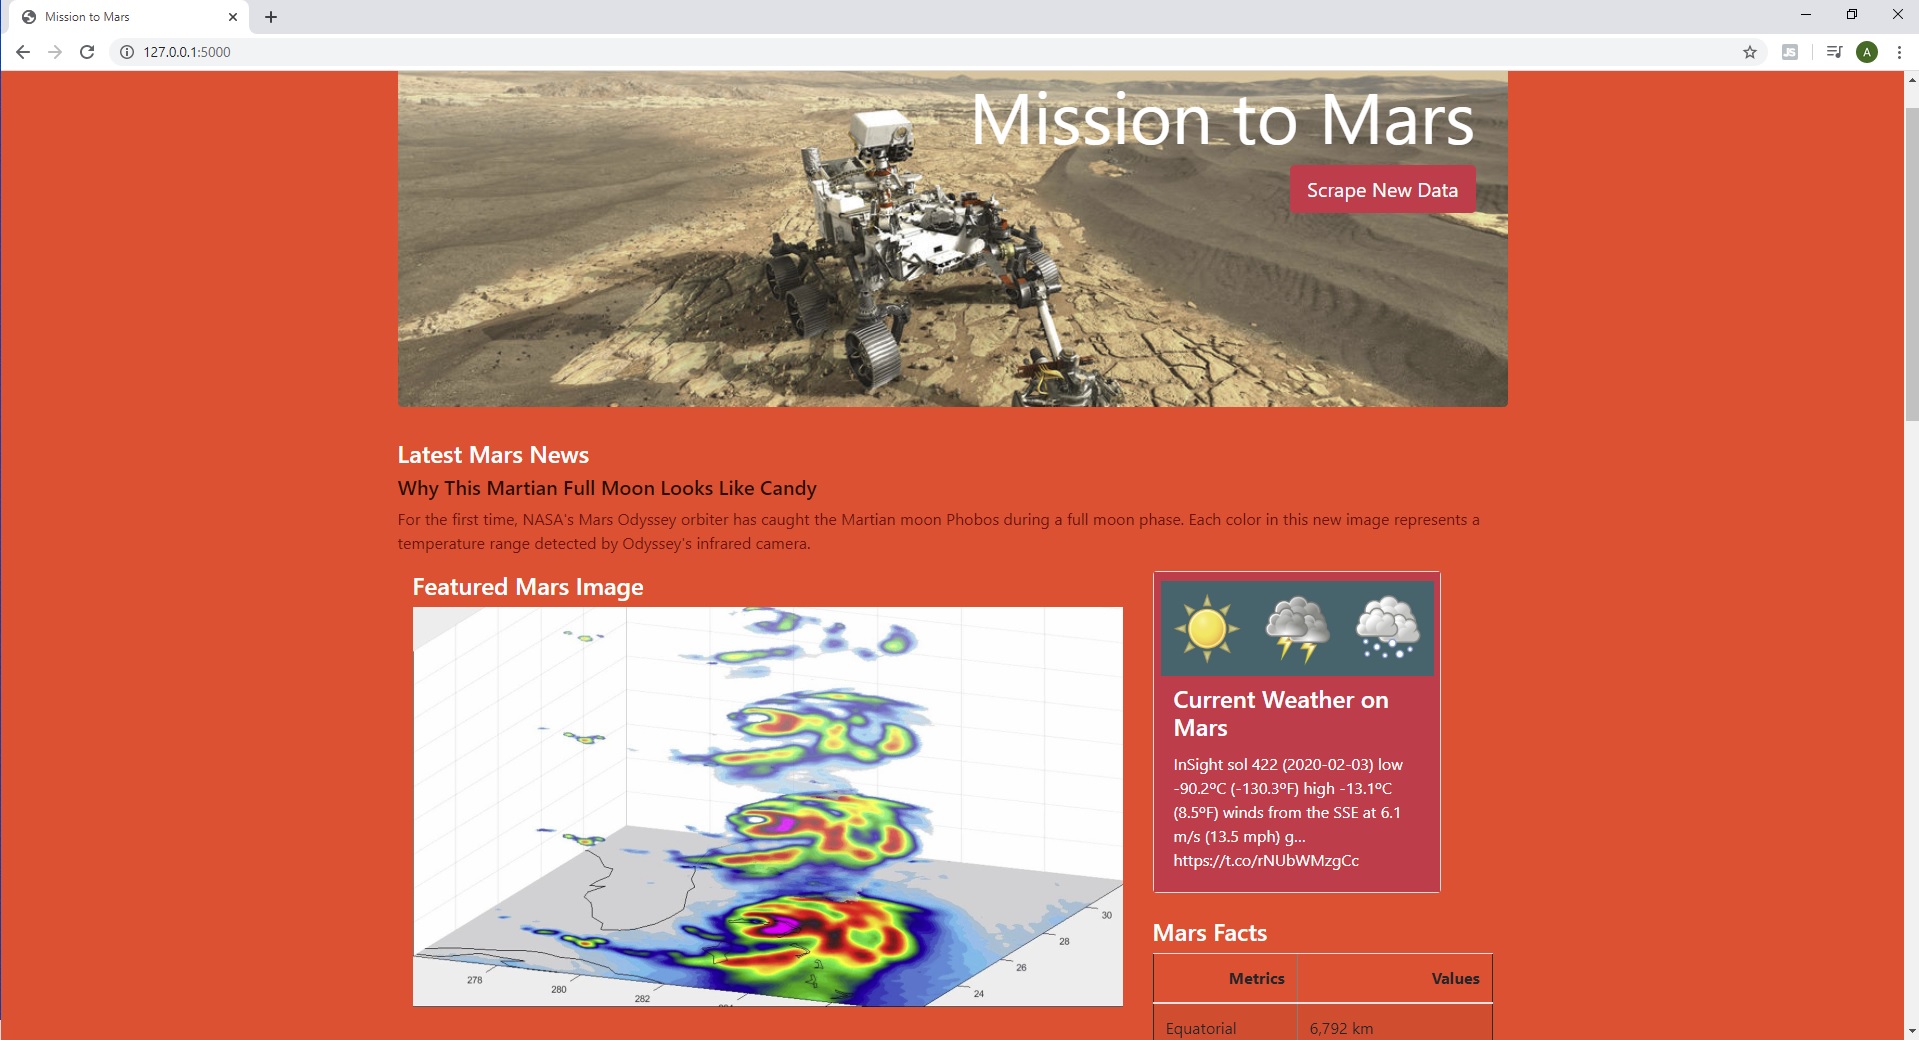 Mission to Mars
127.0.0.1:5000
JS
A
Mission to Mars
Scrape New Data
Latest Mars News
Why This Martian Full Moon Looks Like Candy
For the first time, NASA's Mars Odyssey orbiter has caught the Martian moon Phobos during a full moon phase. Each color in this new image represents a
temperature range detected by Odyssey's infrared camera.
Featured Mars Image
278
280
282
24
26
28
30
Current Weather on
Mars
InSight sol 422 (2020-02-03) low
-90.2ºC (-130.3ºF) high -13.1ºC
(8.5ºF) winds from the SSE at 6.1
m/s (13.5 mph) g...
https://t.co/rNUbWMzgCc
Mars Facts
Metrics Values
Equatorial 6,792 km